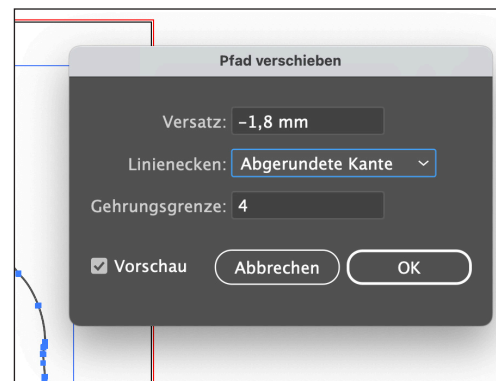 Pfad verschieben
Versatz: -1,8 mm
Linienecken: Abgerundete Kante
Gehrungsgrenze: 4
Vorschau Abbrechen OK